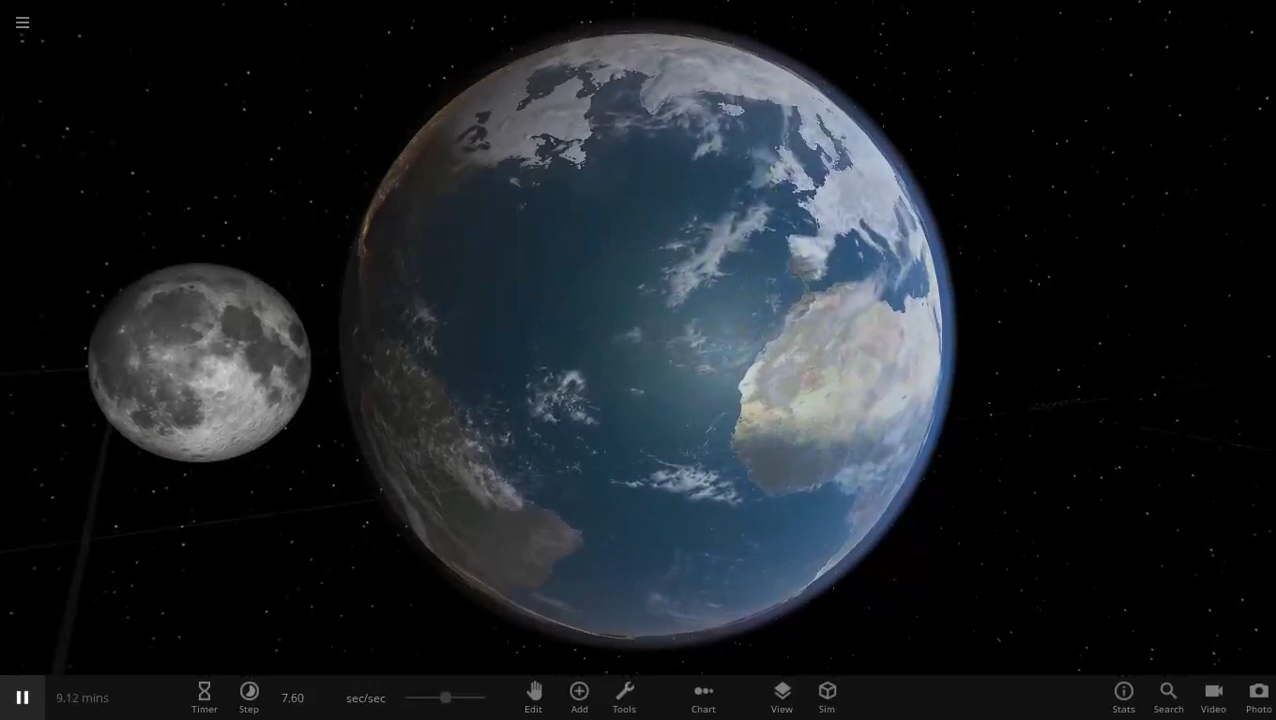 9.12 mins
Timer
Step
7.60
sec/sec
Edit
Add
Tools
Chart
View
Sim
Stats
Search
Video
Photo